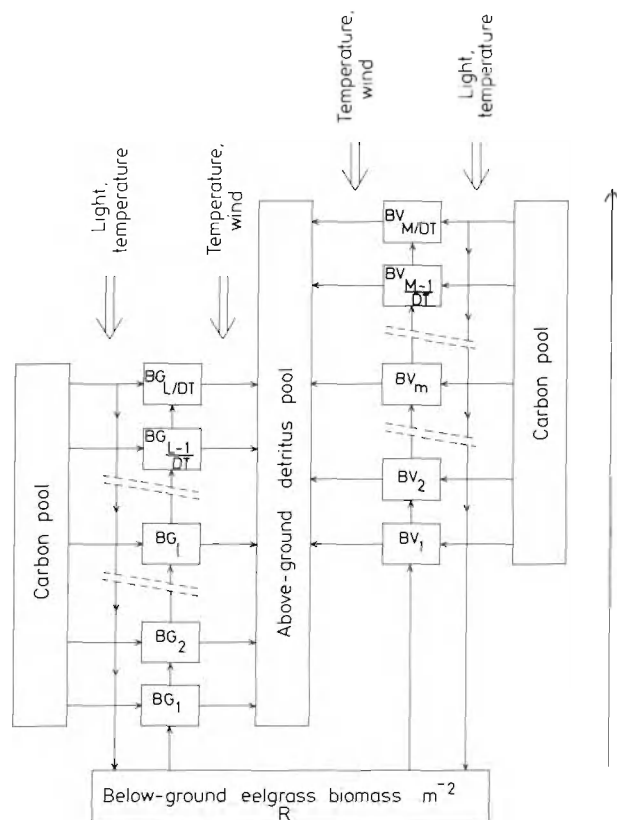 Temperature,
wind
Light,
temperature
Light,
temperature
Temperature,
wind
Carbon pool
BG L/DT
BG L-1/DT
BG l
BG 2
BG 1
Above-ground detritus pool
BV M/DT
BV M-1/DT
BV m
BV 2
BV 1
Carbon pool
Below-ground eelgrass biomass m-2
R